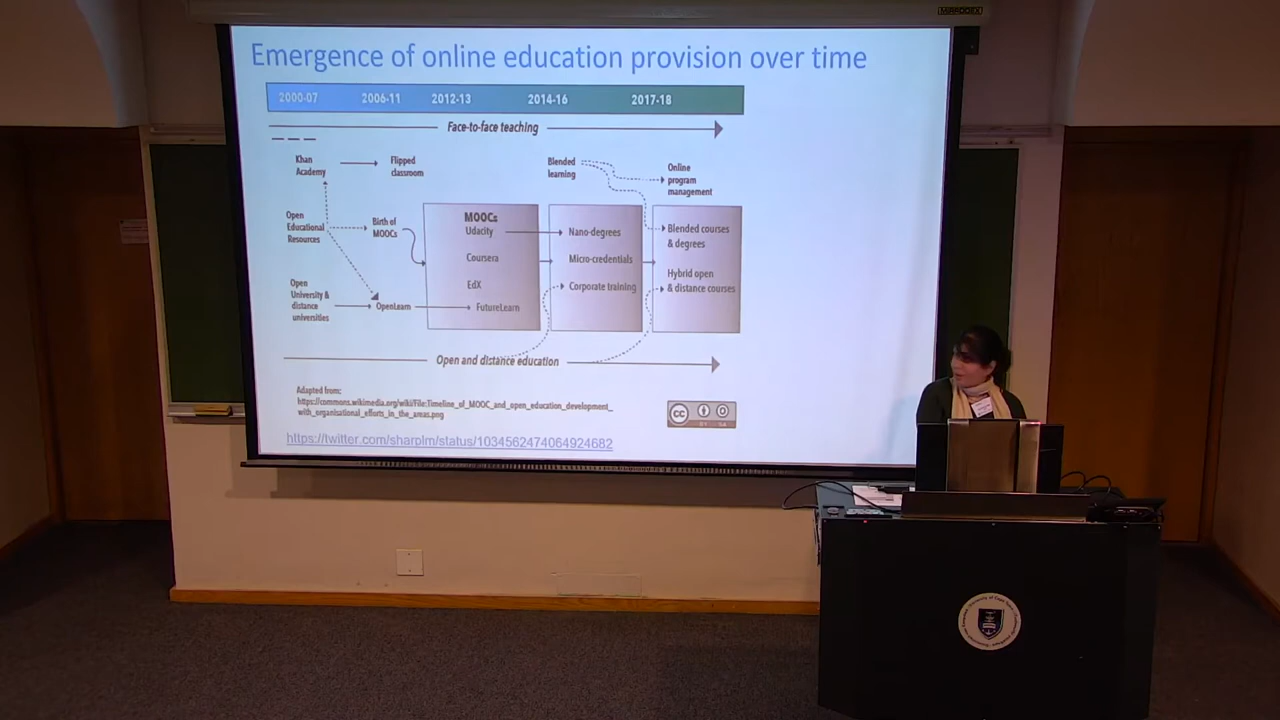 Emergence of online education provision over time
2000-07 2006-11 2012-13 2014-16 2017-18
Face-to-face teaching
Khan
Academy
Flipped
classroom
Blended
learning
Online
program
management
Open
Educational
Resources
Birth of
MOOCs
MOOCs
Udacity
Coursera
EdX
FutureLearn
Nano-degrees
Micro-credentials
Corporate training
Blended courses
& degrees
Hybrid open
& distance courses
Open
University &
distance
universities
OpenLearn
Open and distance education
Adapted from:
https://commons.wikimedia.org/wiki/File:Timeline_of_MOOC_and_open_education_development_
with_organisational_efforts_in_the_areas.png
cc
BY SA
https://twitter.com/sharplm/status/1034562474064924682